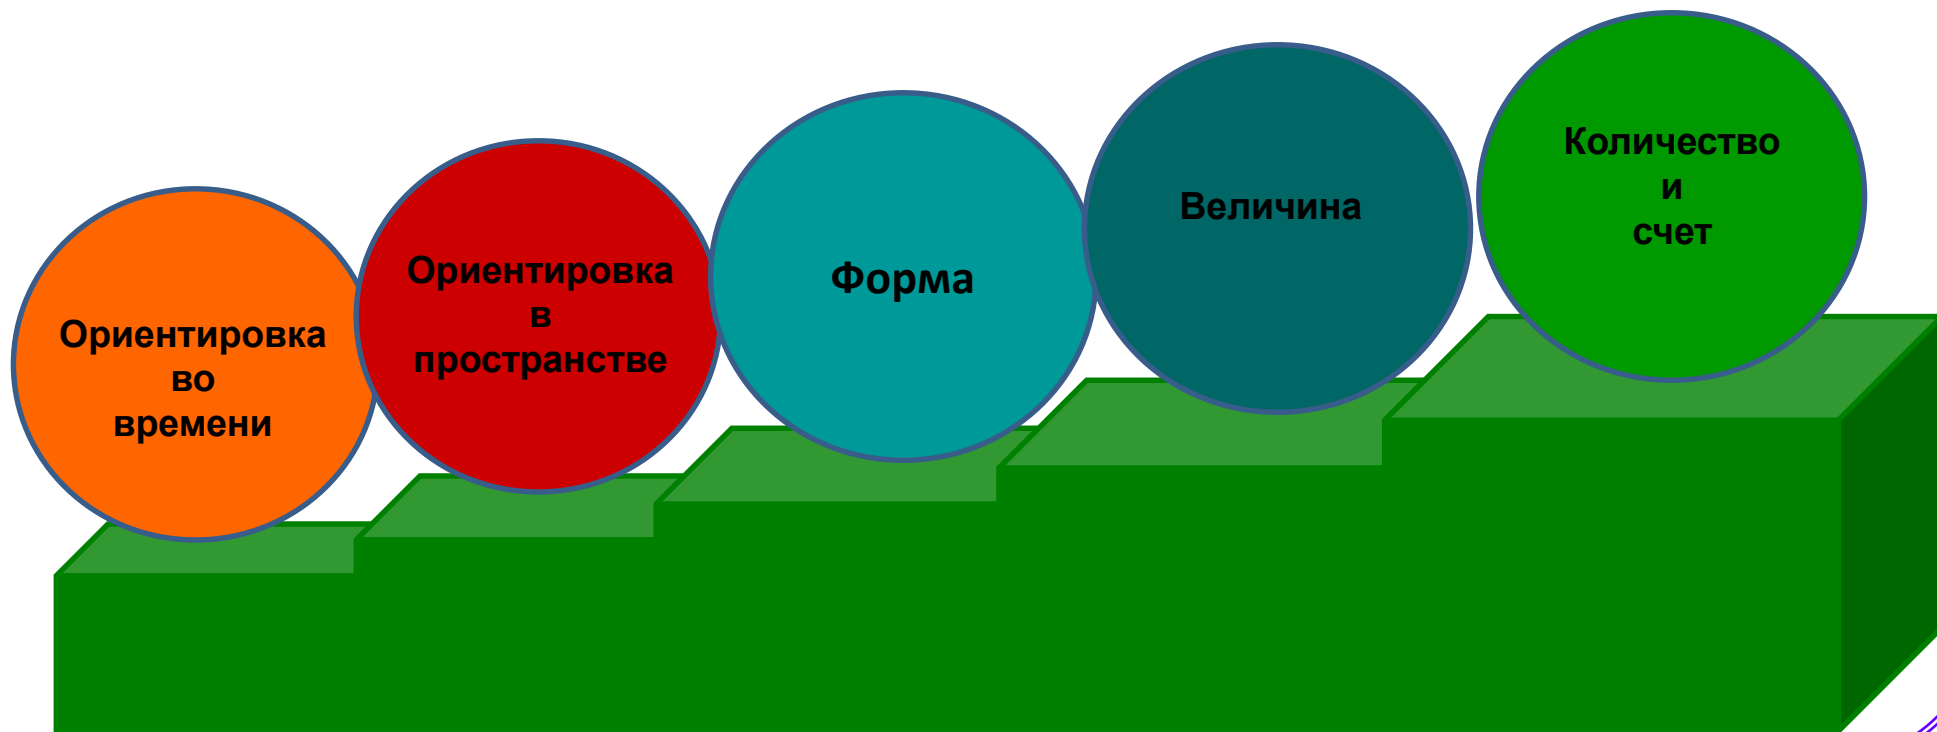 Ориентировка
во
времени
Ориентировка
в
пространстве
Форма
Величина
Количество
и
счет